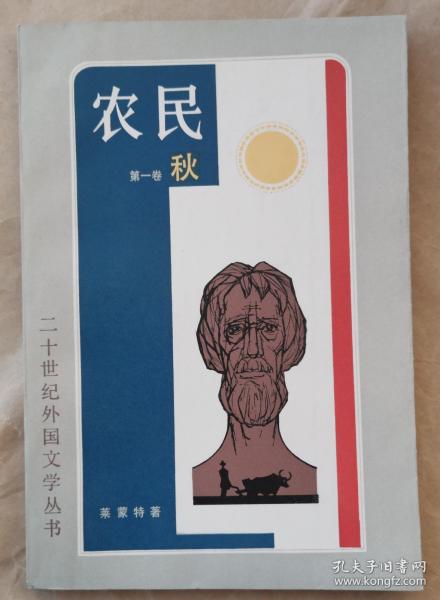 农民
第一卷 秋
二十世纪外国文学丛书
莱蒙特著
孔夫子旧书网
book.kongfz.com